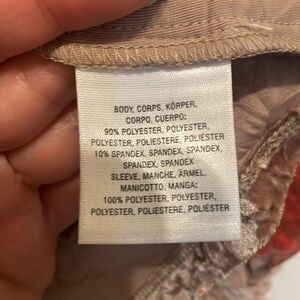 BODY, CORPS, KÖRPER,
CORPO, CUERPO:
90% POLYESTER, POLYESTER,
POLYESTER, POLIESTERE, POLIÉSTER
10% SPANDEX, SPANDEX,
SPANDEX, SPANDEX, SPANDEX
SLEEVE, MANCHE, ÄRMEL,
MANICOTTO, MANGA:
100% POLYESTER, POLYESTER,
POLYESTER, POLIESTERE, POLIÉSTER